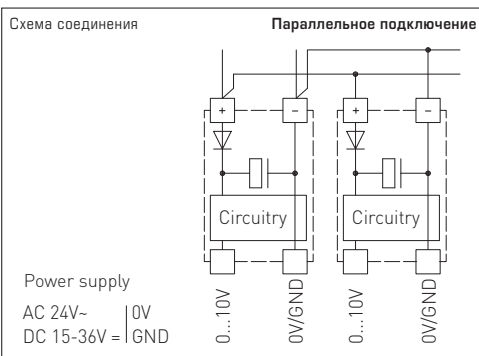 Схема соединения
Параллельное подключение
+ − + −
Circuitry Circuitry
0...10V 0V/GND 0...10V 0V/GND
Power supply
AC 24V~ 0V
DC 15-36V = GND